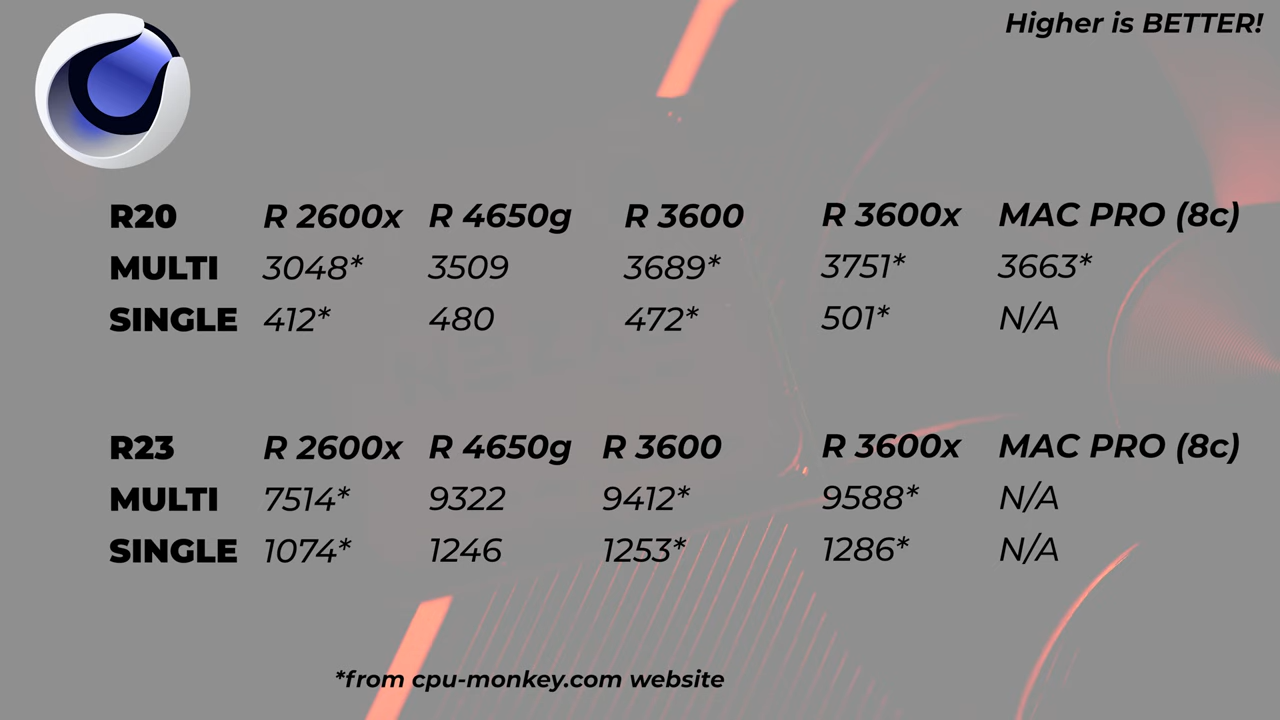 Higher is BETTER!
R20 R 2600x R 4650g R 3600 R 3600x MAC PRO (8c)
MULTI 3048* 3509 3689* 3751* 3663*
SINGLE 412* 480 472* 501* N/A
R23 R 2600x R 4650g R 3600 R 3600x MAC PRO (8c)
MULTI 7514* 9322 9412* 9588* N/A
SINGLE 1074* 1246 1253* 1286* N/A
*from cpu-monkey.com website